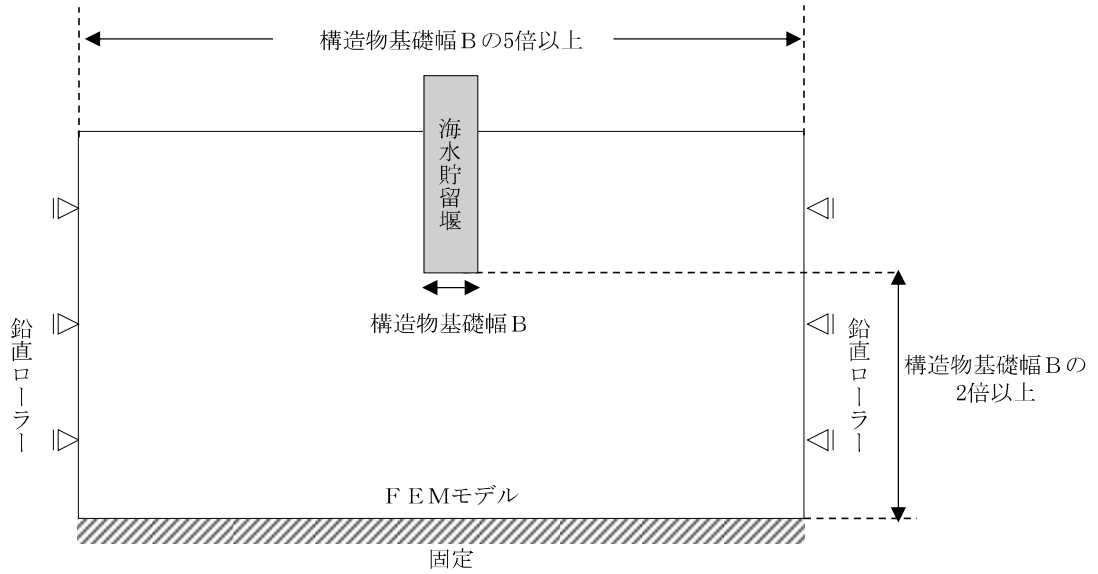 構造物基礎幅Bの5倍以上
海水貯留堰
構造物基礎幅B
鉛直ローラー
鉛直ローラー
構造物基礎幅Bの
2倍以上
FEMモデル
固定